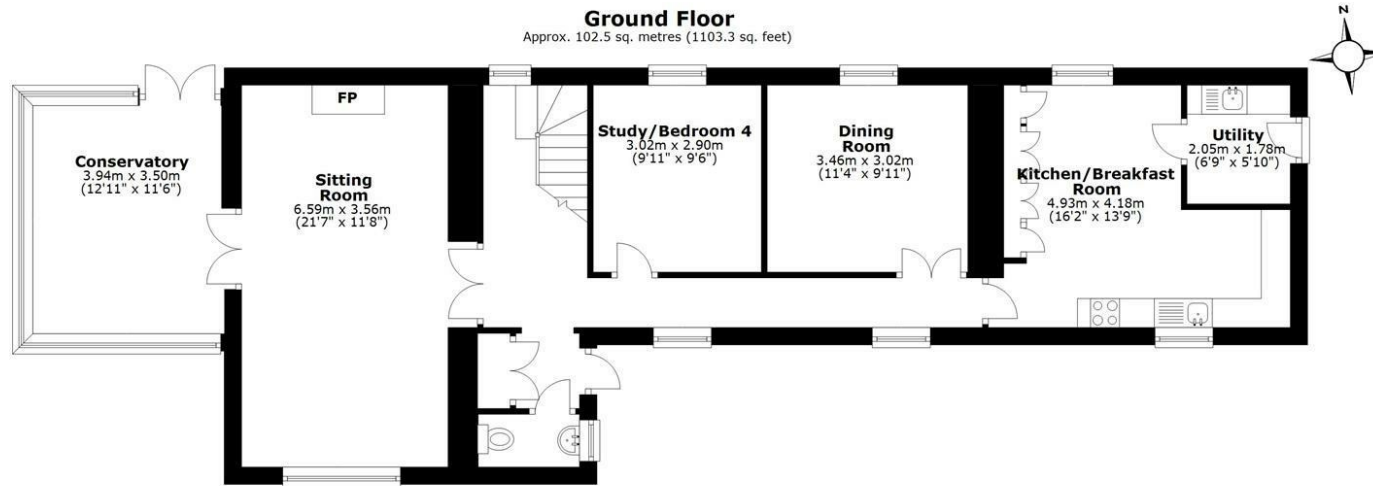 Ground Floor
Approx. 102.5 sq. metres (1103.3 sq. feet)
N
FP
Conservatory
3.94m x 3.50m
(12'11" x 11'6")
Sitting
Room
6.59m x 3.56m
(21'7" x 11'8")
Study/Bedroom 4
3.02m x 2.90m
(9'11" x 9'6")
Dining
Room
3.46m x 3.02m
(11'4" x 9'11")
Kitchen/Breakfast
Room
4.93m x 4.18m
(16'2" x 13'9")
Utility
2.05m x 1.78m
(6'9" x 5'10")